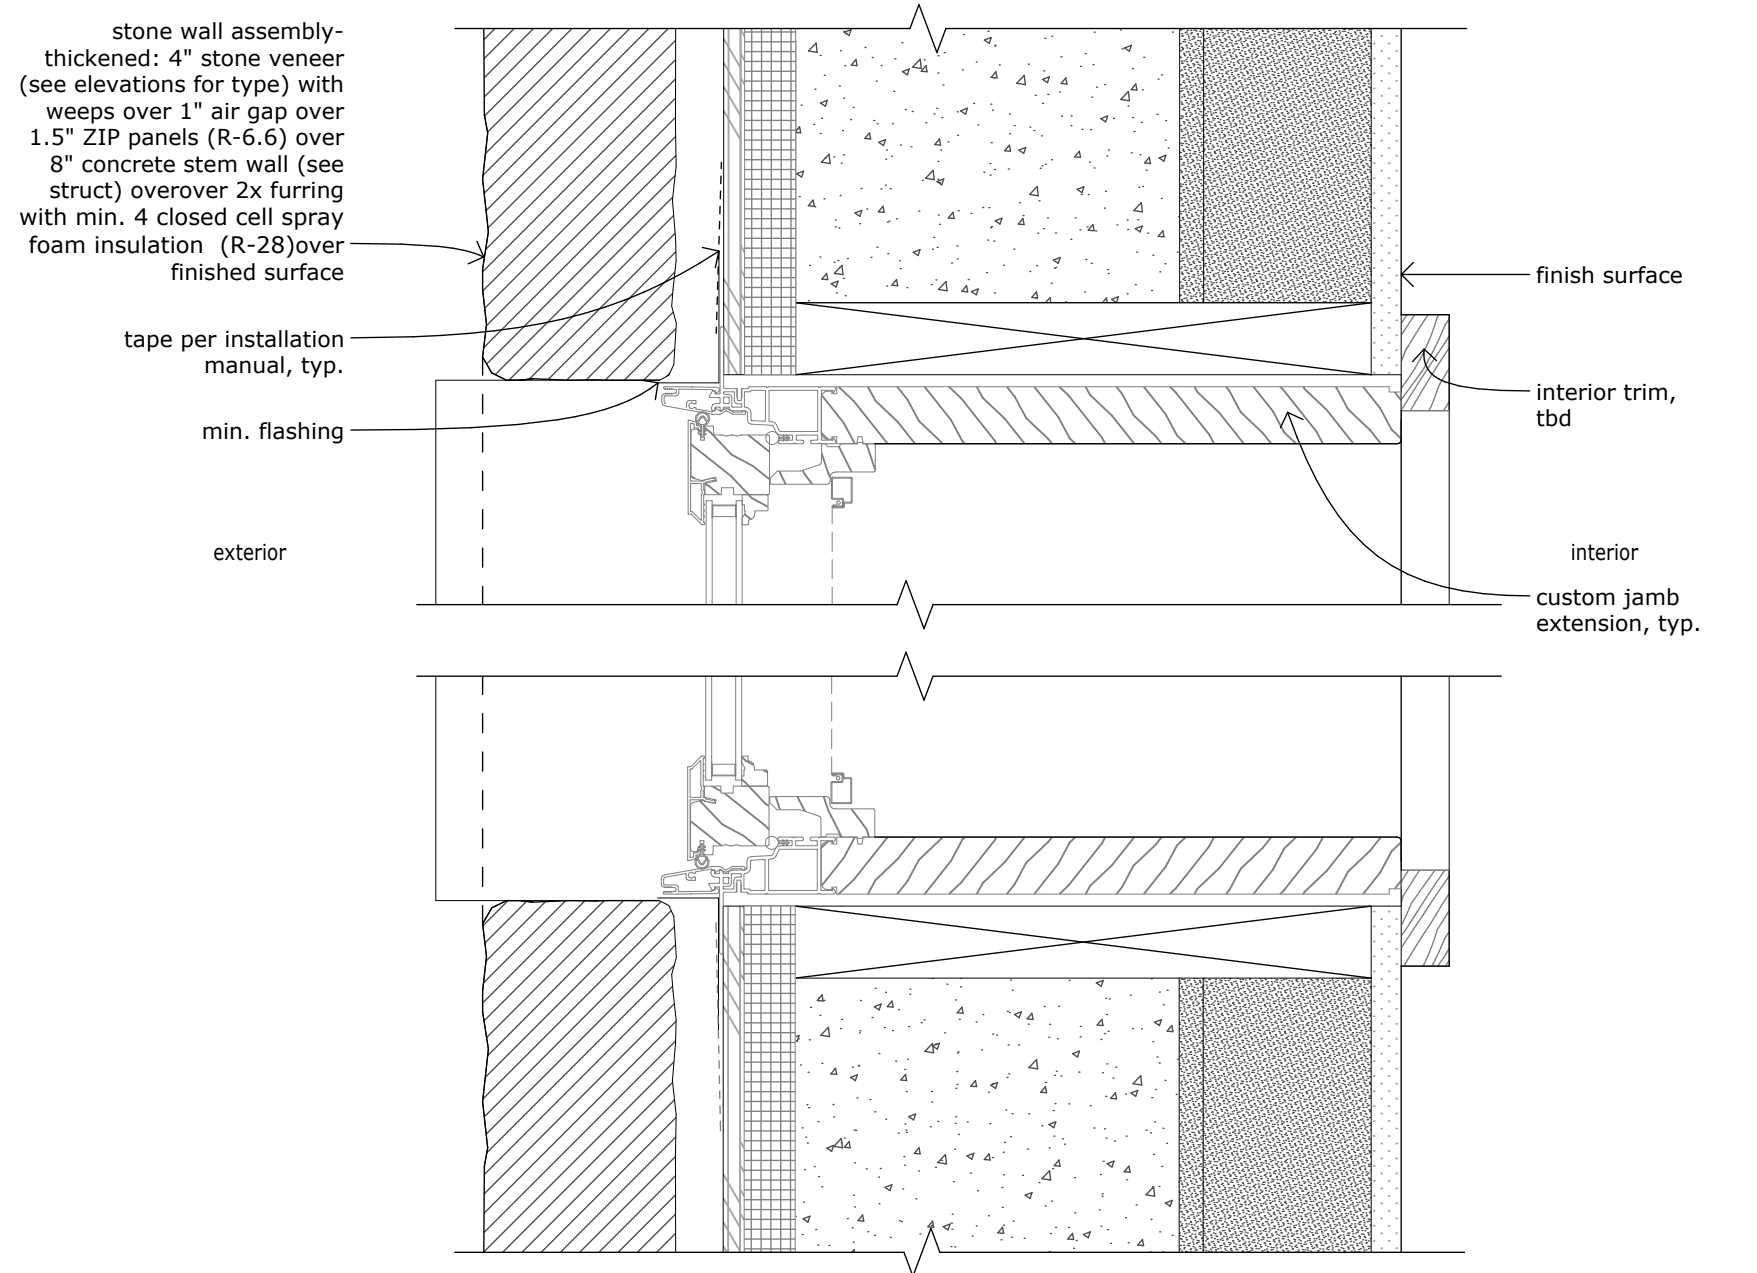 stone wall assembly-
thickened: 4" stone veneer
(see elevations for type) with
weeps over 1" air gap over
1.5" ZIP panels (R-6.6) over
8" concrete stem wall (see
struct) overover 2x furring
with min. 4 closed cell spray
foam insulation  (R-28)over
finished surface
tape per installation
manual, typ.
min. flashing
exterior
finish surface
interior trim,
tbd
interior
custom jamb
extension, typ.